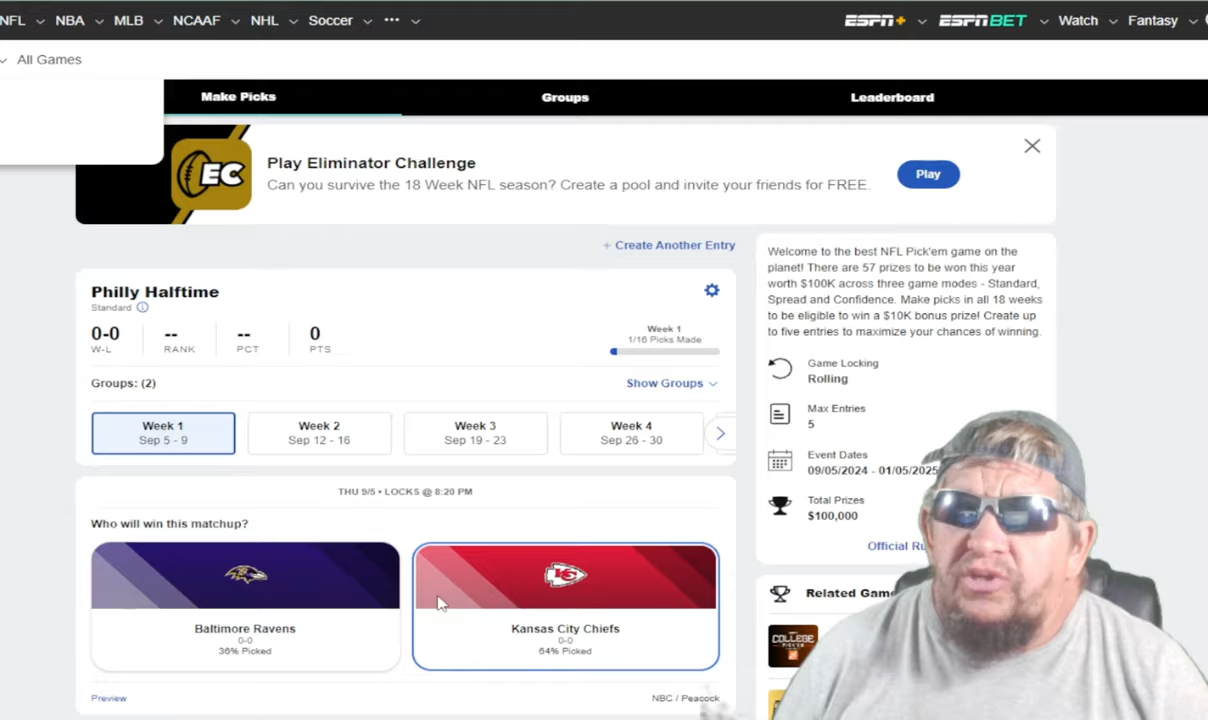 NFL NBA MLB NCAAF NHL Soccer ESPN+ ESPN BET Watch Fantasy
All Games
Make Picks Groups Leaderboard
EC
Play Eliminator Challenge
Can you survive the 18 Week NFL season? Create a pool and invite your friends for FREE.
Play
+ Create Another Entry
Philly Halftime
Standard
0-0 -- -- 0
W-L RANK PCT PTS
Week 1
1/16 Picks Made
Groups: (2) Show Groups
Week 1 Week 2 Week 3 Week 4
Sep 5 - 9 Sep 12 - 16 Sep 19 - 23 Sep 26 - 30
THU 9/5 • LOCKS @ 8:20 PM
Who will win this matchup?
KC
Baltimore Ravens Kansas City Chiefs
0-0 0-0
36% Picked 64% Picked
Preview NBC / Peacock
Welcome to the best NFL Pick'em game on the
planet! There are 57 prizes to be won this year
worth $100K across three game modes - Standard,
Spread and Confidence. Make picks in all 18 weeks
to be eligible to win a $10K bonus prize! Create up
to five entries to maximize your chances of winning.
Game Locking
Rolling
Max Entries
5
Event Dates
09/05/2024 - 01/05/2025
Total Prizes
$100,000
Official Ru
Related Game
COLLEGE
PICK'EM